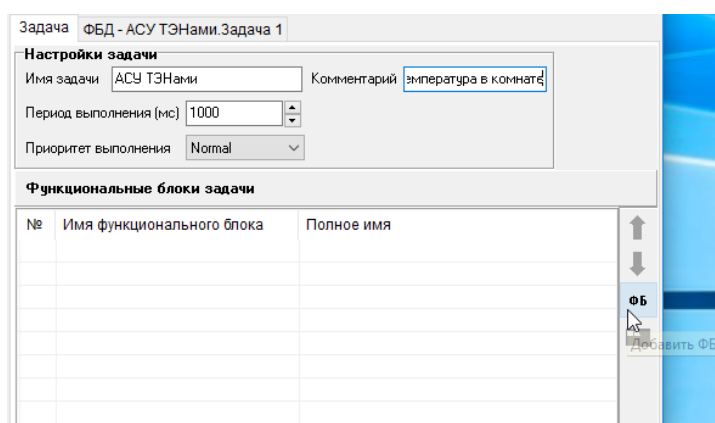 Задача ФБД - АСУ ТЭНами.Задача 1
Настройки задачи
Имя задачи АСУ ТЭНами Комментарий емпература в комнате
Период выполнения (мс) 1000
Приоритет выполнения Normal
Функциональные блоки задачи
№ Имя функционального блока Полное имя
ФБ
Добавить ФБ